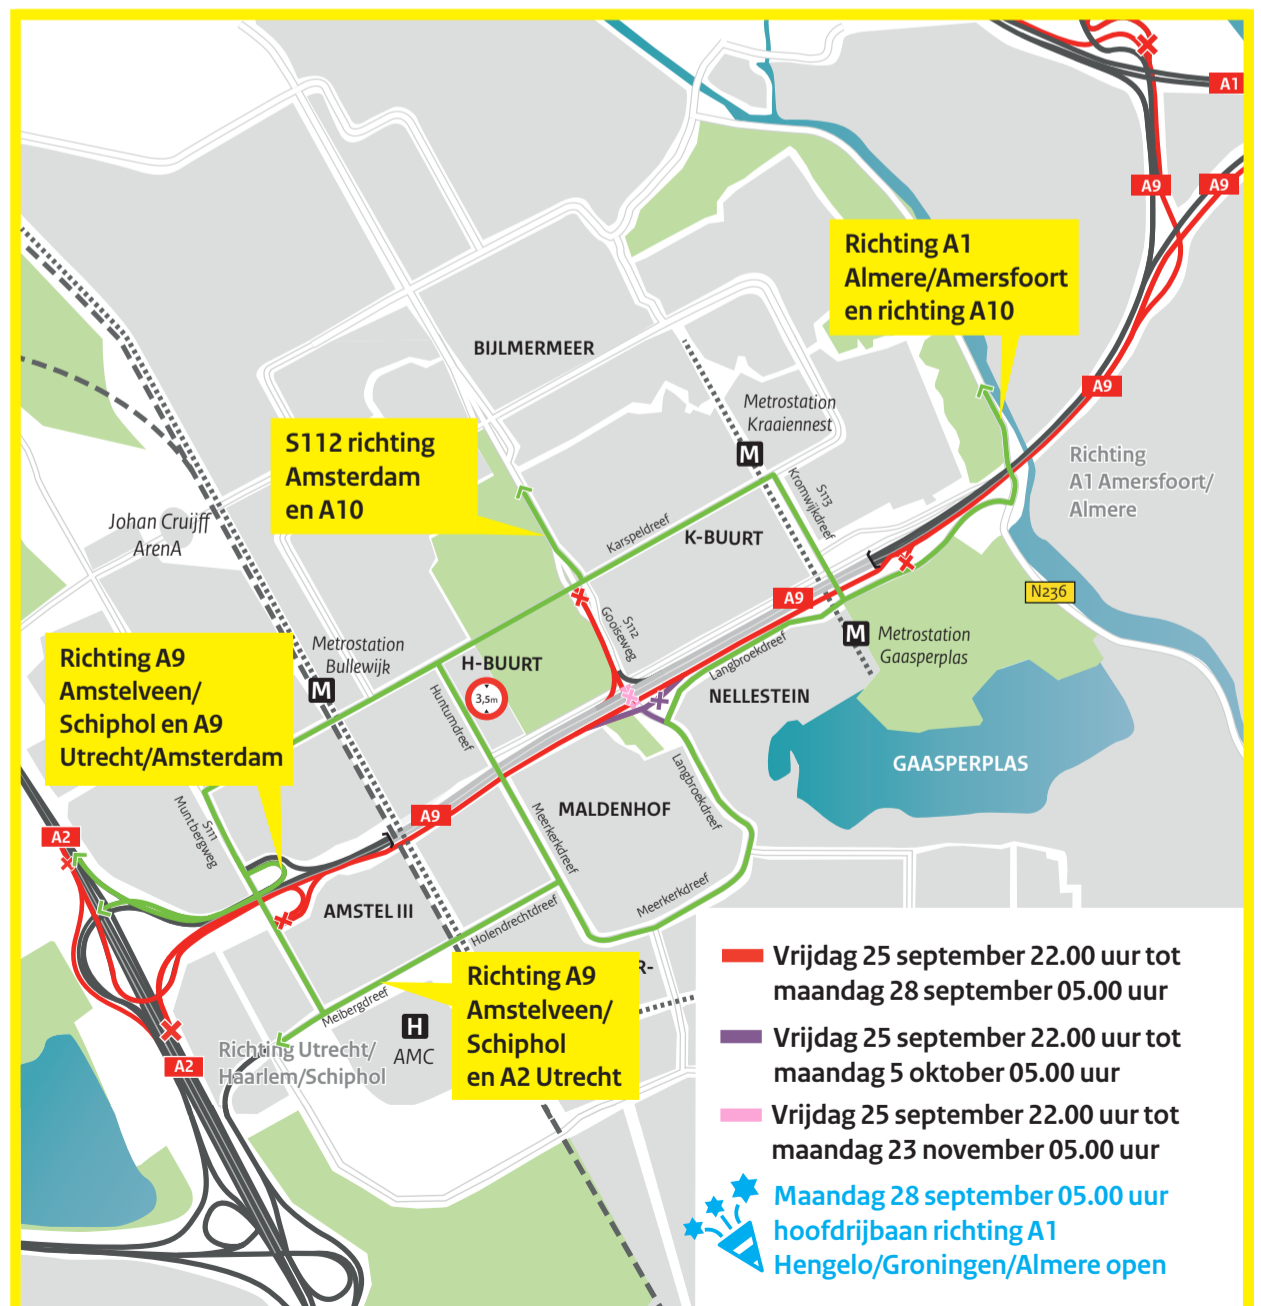 A1
A9
A9
Richting A1
Almere/Amersfoort
en richting A10
BIJLMERMEER
A9
Metrostation
Kraaiennest
M
S112 richting
Amsterdam
en A10
Richting
A1 Amersfoort/
Almere
S113
Kromwijkdreef
Johan Cruijff
ArenA
Karspeldreef
K-BUURT
A9
N236
S112
Gooiseweg
M
Metrostation
Gaasperplas
Metrostation
Bullewijk
M
H-BUURT
3,5m
Langbroekdreef
NELLESTEIN
Richting A9
Amstelveen/
Schiphol en A9
Utrecht/Amsterdam
Huntumdreef
GAASPERPLAS
Langbroekdreef
S111
Muntbergweg
A2
A9
MALDENHOF
Meerkerkdreef
Meerkerkdreef
AMSTEL III
Holendrechtdreef
R-
Richting A9
Amstelveen/
Schiphol
en A2 Utrecht
Meibergdreef
H
AMC
Richting Utrecht/
Haarlem/Schiphol
A2
Vrijdag 25 september 22.00 uur tot
maandag 28 september 05.00 uur
Vrijdag 25 september 22.00 uur tot
maandag 5 oktober 05.00 uur
Vrijdag 25 september 22.00 uur tot
maandag 23 november 05.00 uur
Maandag 28 september 05.00 uur
hoofdrijbaan richting A1
Hengelo/Groningen/Almere open